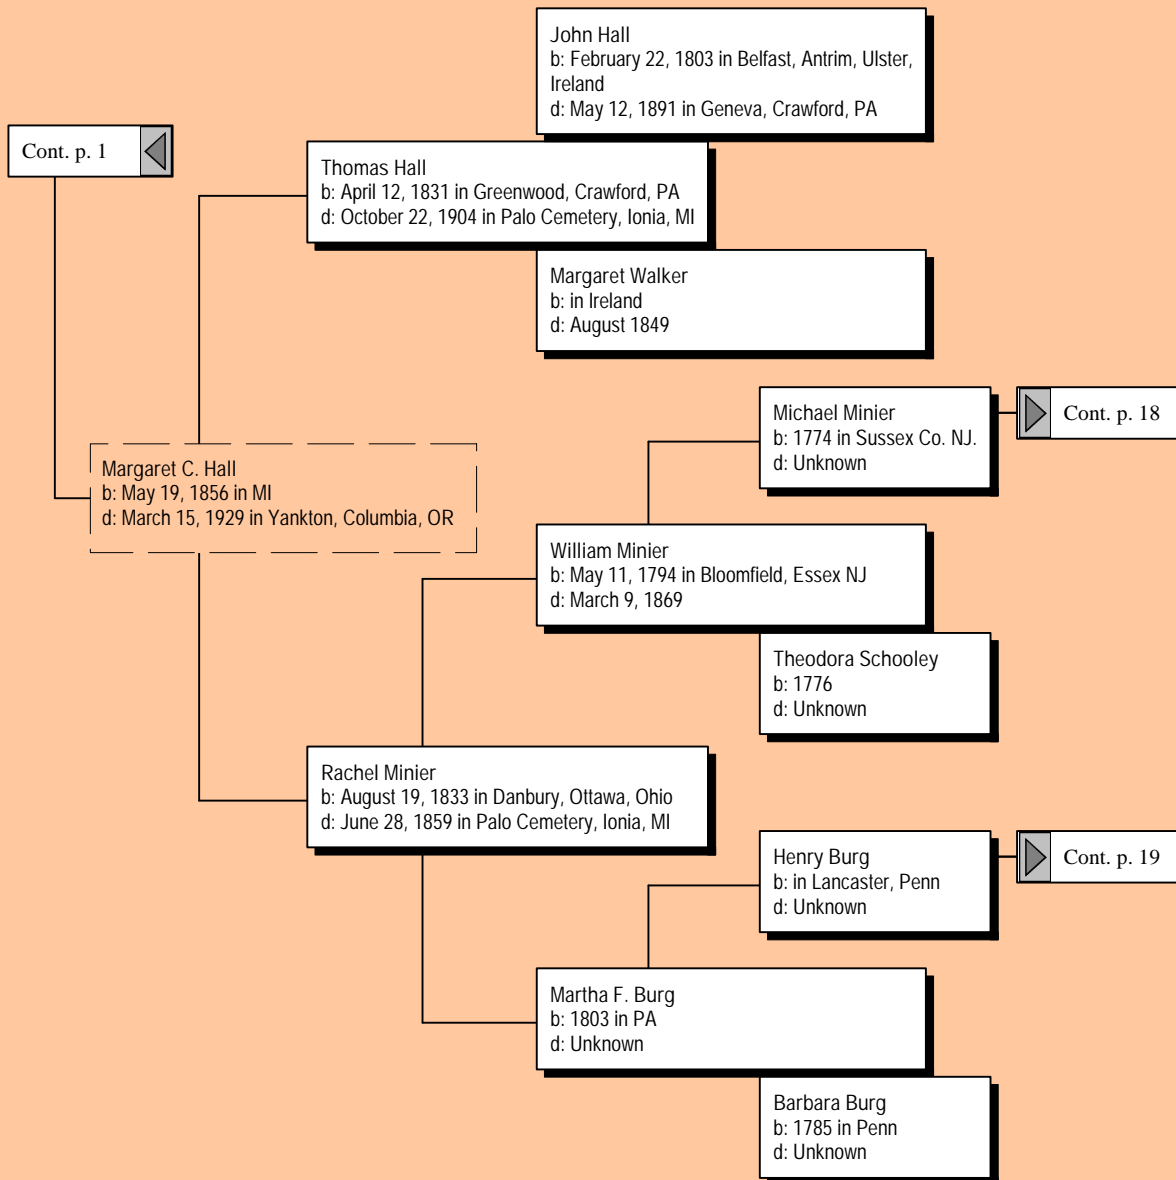 John Hall
b: February 22, 1803 in Belfast, Antrim, Ulster,
Ireland
d: May 12, 1891 in Geneva, Crawford, PA
Cont. p. 1
Thomas Hall
b: April 12, 1831 in Greenwood, Crawford, PA
d: October 22, 1904 in Palo Cemetery, Ionia, MI
Margaret Walker
b: in Ireland
d: August 1849
Michael Minier
b: 1774 in Sussex Co. NJ.
d: Unknown
Cont. p. 18
Margaret C. Hall
b: May 19, 1856 in MI
d: March 15, 1929 in Yankton, Columbia, OR
William Minier
b: May 11, 1794 in Bloomfield, Essex NJ
d: March 9, 1869
Theodora Schooley
b: 1776
d: Unknown
Rachel Minier
b: August 19, 1833 in Danbury, Ottawa, Ohio
d: June 28, 1859 in Palo Cemetery, Ionia, MI
Henry Burg
b: in Lancaster, Penn
d: Unknown
Cont. p. 19
Martha F. Burg
b: 1803 in PA
d: Unknown
Barbara Burg
b: 1785 in Penn
d: Unknown